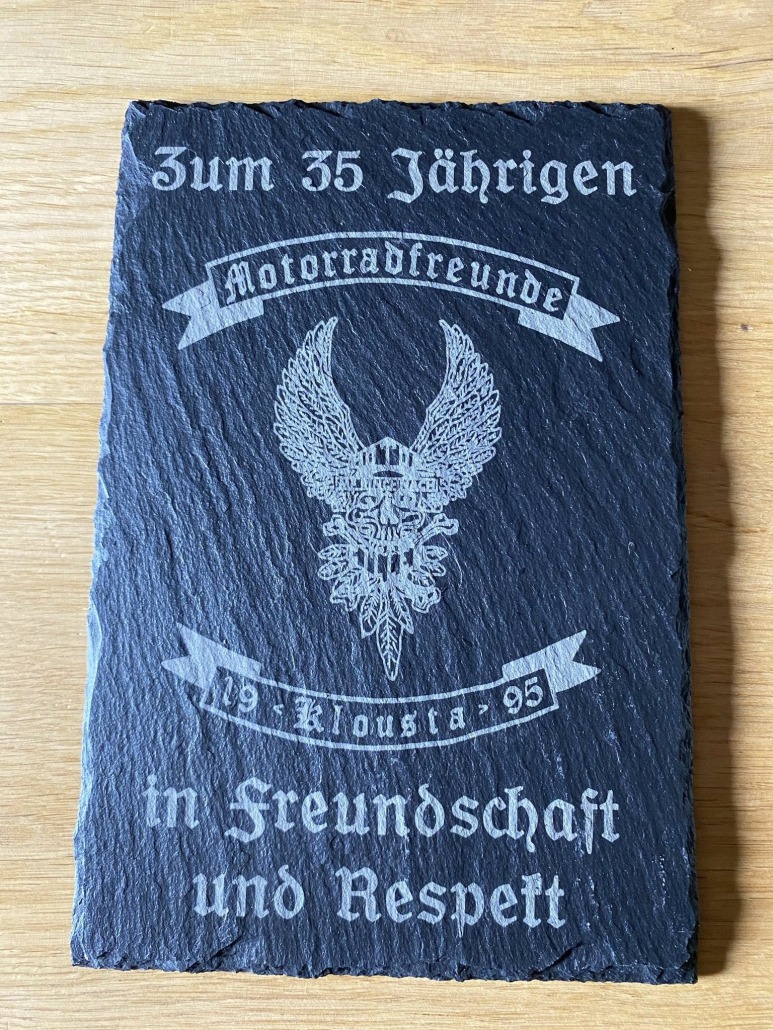 Zum 35 Jährigen
Motorradfreunde
19 < Klousta > 95
in Freundschaft
und Respekt